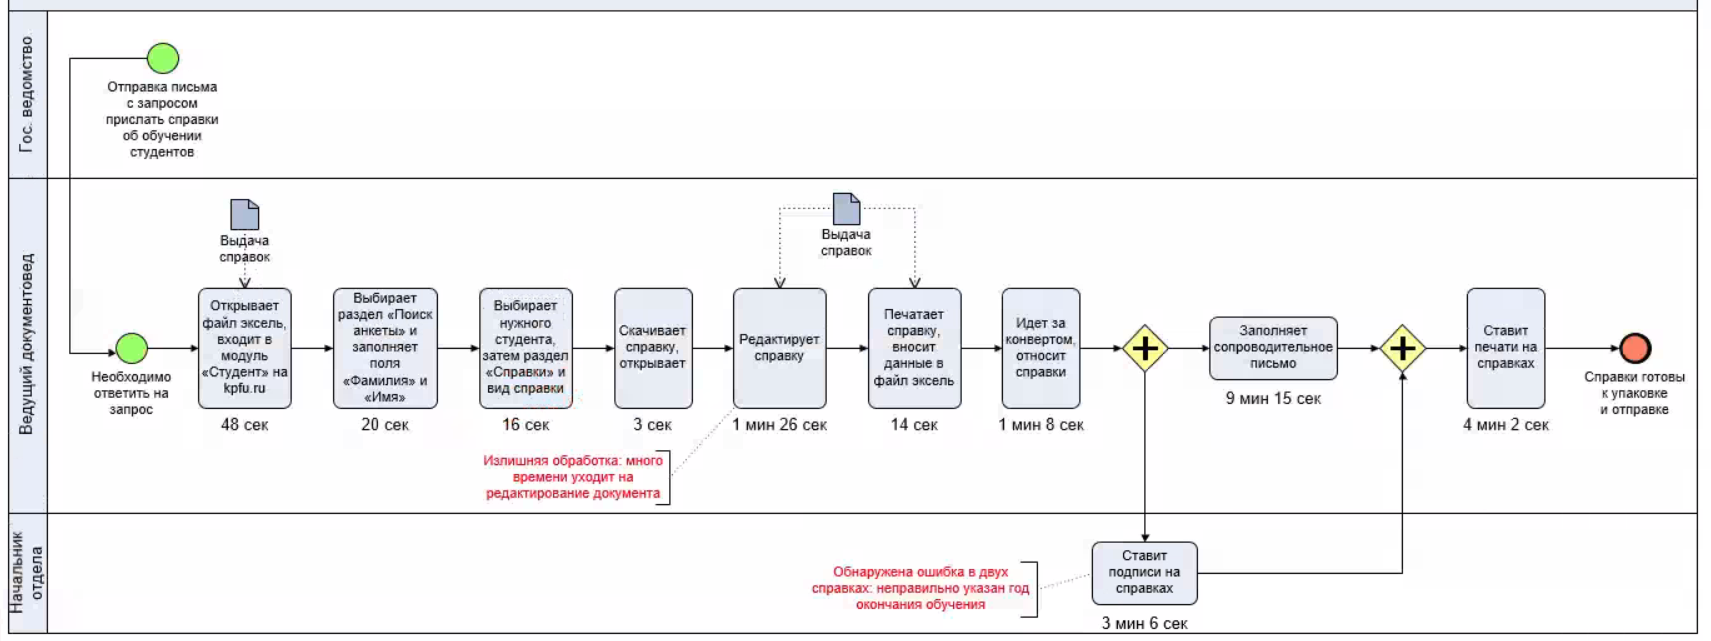 Гос. ведомство
Отправка письма
с запросом
прислать справки
об обучении
студентов
Ведущий документовед
Необходимо
ответить на
запрос
Выдача
справок
Открывает
файл эксель,
входит в
модуль
«Студент» на
kpfu.ru
48 сек
Выбирает
раздел «Поиск
анкеты» и
заполняет
поля
«Фамилия» и
«Имя»
20 сек
Выбирает
нужного
студента,
затем раздел
«Справки» и
вид справки
16 сек
Скачивает
справку,
открывает
3 сек
Выдача
справок
Редактирует
справку
1 мин 26 сек
Излишняя обработка: много
времени уходит на
редактирование документа
Печатает
справку,
вносит
данные в
файл эксель
14 сек
Идет за
конвертом,
относит
справки
1 мин 8 сек
Заполняет
сопроводительное
письмо
9 мин 15 сек
Ставит
печати на
справках
4 мин 2 сек
Справки готовы
к упаковке
и отправке
Начальник
отдела
Обнаружена ошибка в двух
справках: неправильно указан год
окончания обучения
Ставит
подписи на
справках
3 мин 6 сек